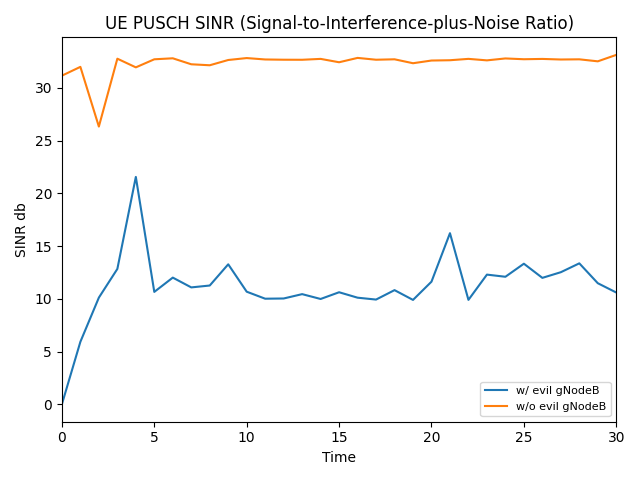 UE PUSCH SINR (Signal-to-Interference-plus-Noise Ratio)
SINR db
30
25
20
15
10
5
0
0 5 10 15 20 25 30
Time
w/ evil gNodeB
w/o evil gNodeB